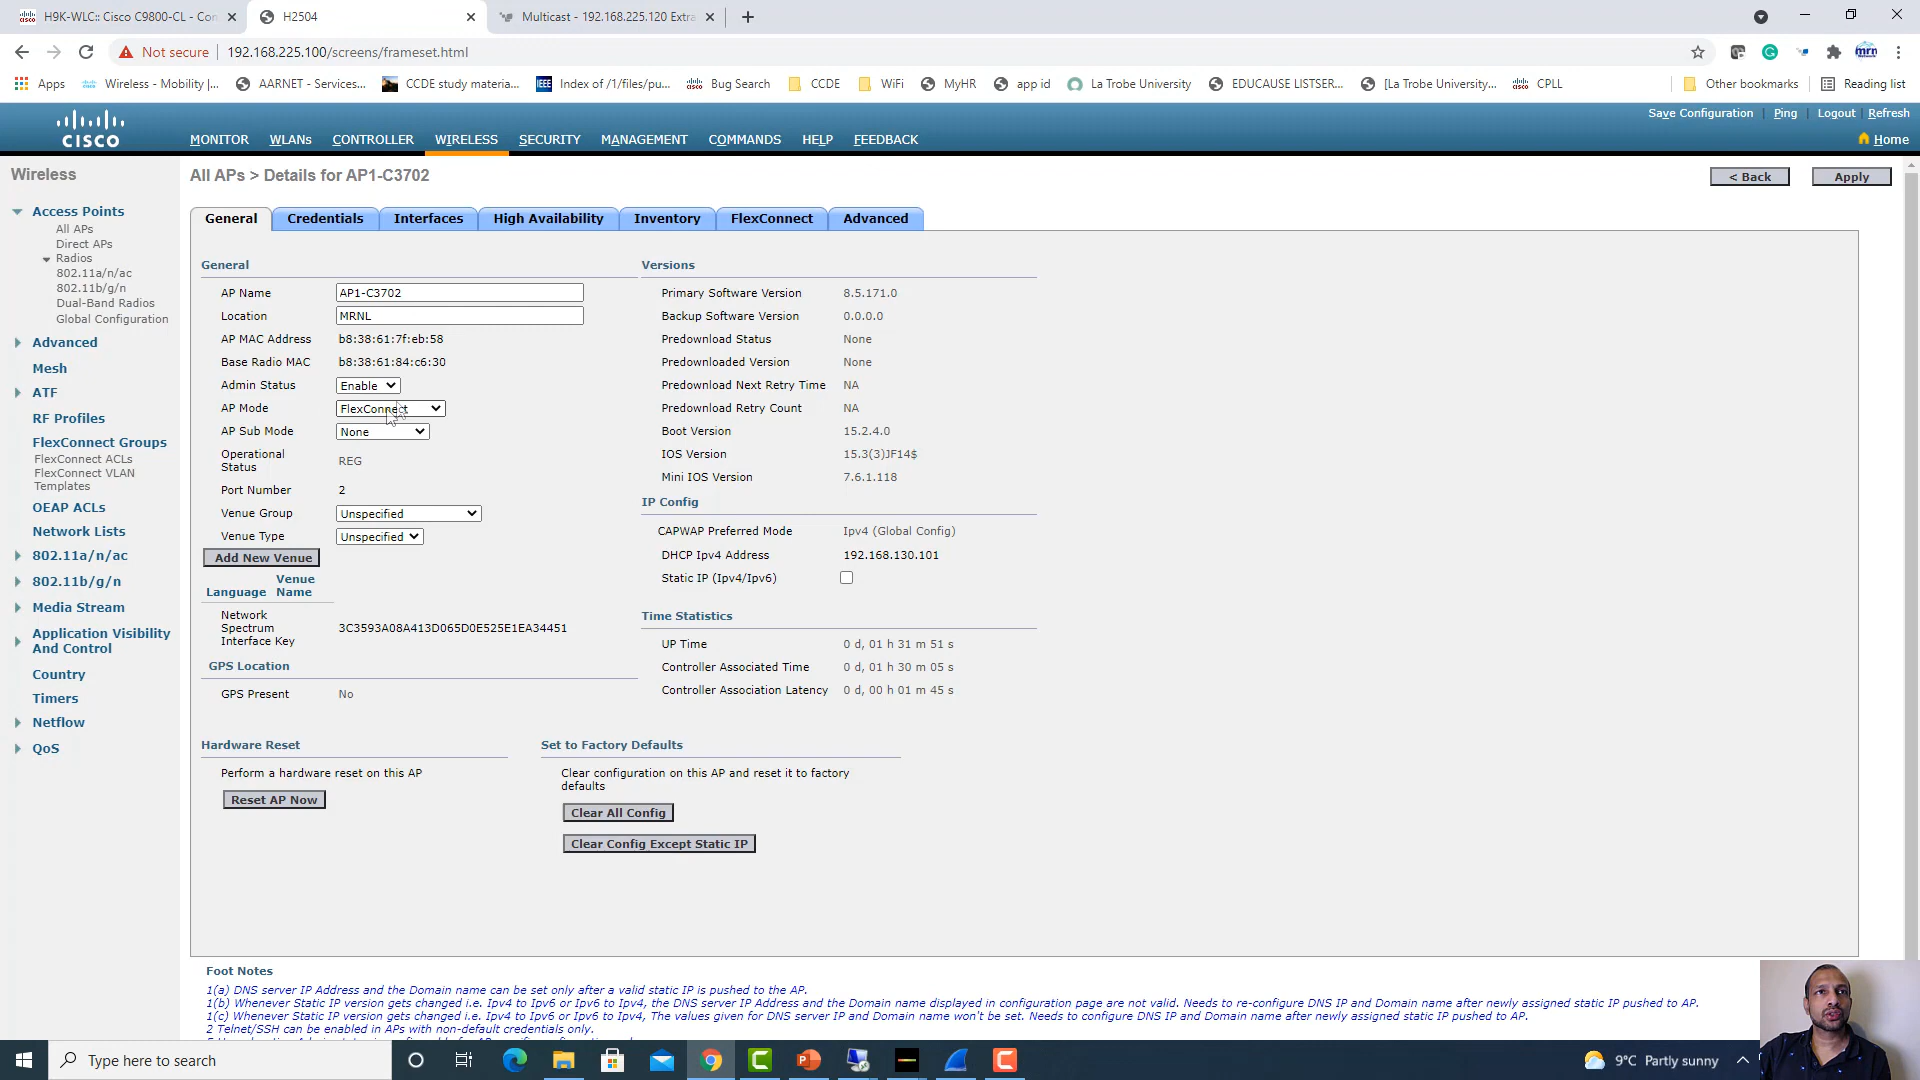 H9K-WLC:: Cisco C9800-CL - Con
H2504
Multicast - 192.168.225.120 Extra
Not secure
192.168.225.100/screens/frameset.html
Apps
Wireless - Mobility |...
AARNET - Services...
CCDE study materia...
IEEE
Index of /1/files/pu...
Bug Search
CCDE
WiFi
MyHR
app id
La Trobe University
EDUCAUSE LISTSER...
[La Trobe University...
CPLL
Other bookmarks
Reading list
CISCO
MONITOR
WLANs
CONTROLLER
WIRELESS
SECURITY
MANAGEMENT
COMMANDS
HELP
FEEDBACK
Save Configuration
Ping
Logout
Refresh
Home
Wireless
Access Points
All APs
Direct APs
Radios
802.11a/n/ac
802.11b/g/n
Dual-Band Radios
Global Configuration
Advanced
Mesh
ATF
RF Profiles
FlexConnect Groups
FlexConnect ACLs
FlexConnect VLAN
Templates
OEAP ACLs
Network Lists
802.11a/n/ac
802.11b/g/n
Media Stream
Application Visibility
And Control
Country
Timers
Netflow
QoS
All APs > Details for AP1-C3702
< Back
Apply
General
Credentials
Interfaces
High Availability
Inventory
FlexConnect
Advanced
General
AP Name AP1-C3702
Location MRNL
AP MAC Address b8:38:61:7f:eb:58
Base Radio MAC b8:38:61:84:c6:30
Admin Status Enable
AP Mode FlexConnect
AP Sub Mode None
Operational
Status REG
Port Number 2
Venue Group Unspecified
Venue Type Unspecified
Add New Venue
Language Venue
Name
Network
Spectrum
Interface Key 3C3593A08A413D065D0E525E1EA34451
GPS Location
GPS Present No
Versions
Primary Software Version 8.5.171.0
Backup Software Version 0.0.0.0
Predownload Status None
Predownloaded Version None
Predownload Next Retry Time NA
Predownload Retry Count NA
Boot Version 15.2.4.0
IOS Version 15.3(3)JF14$
Mini IOS Version 7.6.1.118
IP Config
CAPWAP Preferred Mode Ipv4 (Global Config)
DHCP Ipv4 Address 192.168.130.101
Static IP (Ipv4/Ipv6)
Time Statistics
UP Time 0 d, 01 h 31 m 51 s
Controller Associated Time 0 d, 01 h 30 m 05 s
Controller Association Latency 0 d, 00 h 01 m 45 s
Hardware Reset
Perform a hardware reset on this AP
Reset AP Now
Set to Factory Defaults
Clear configuration on this AP and reset it to factory
defaults
Clear All Config
Clear Config Except Static IP
Foot Notes
1(a) DNS server IP Address and the Domain name can be set only after a valid static IP is pushed to the AP.
1(b) Whenever Static IP version gets changed i.e. Ipv4 to Ipv6 or Ipv6 to Ipv4, the DNS server IP Address and the Domain name displayed in configuration page are not valid. Needs to re-configure DNS IP and Domain name after newly assigned static IP pushed to AP.
1(c) Whenever Static IP version gets changed i.e. Ipv4 to Ipv6 or Ipv6 to Ipv4, The values given for DNS server IP and Domain name won't be set. Needs to configure DNS IP and Domain name after newly assigned static IP pushed to AP.
2 Telnet/SSH can be enabled in APs with non-default credentials only.
Type here to search
9°C Partly sunny